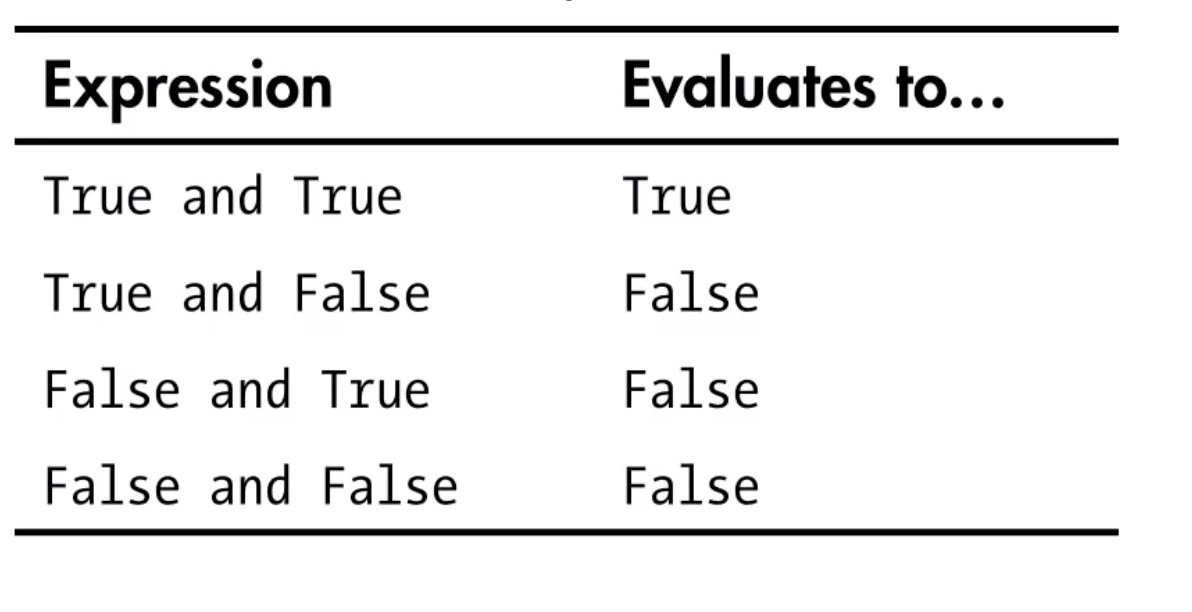 Expression Evaluates to...
True and True True
True and False False
False and True False
False and False False